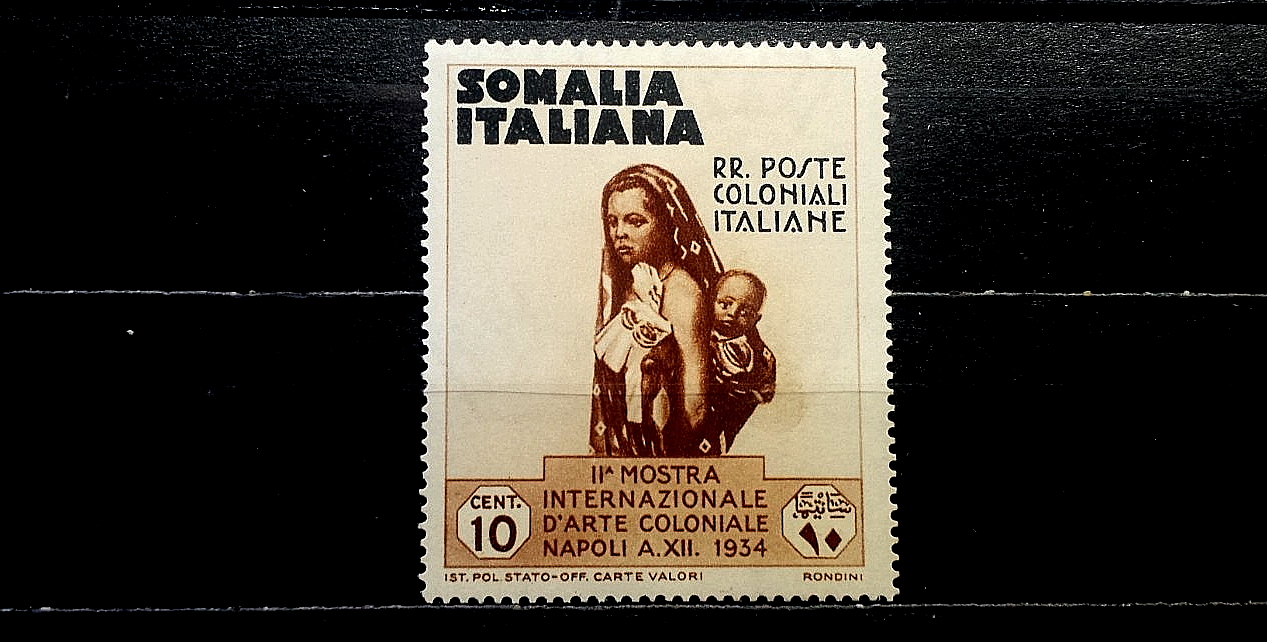 SOMALIA
ITALIANA
RR. POSTE
COLONIALI
ITALIANE
IIᴬ MOSTRA
INTERNAZIONALE
D'ARTE COLONIALE
NAPOLI A.XII. 1934
CENT.
10
سانتيما
١٠
IST. POL. STATO-OFF. CARTE VALORI
RONDINI